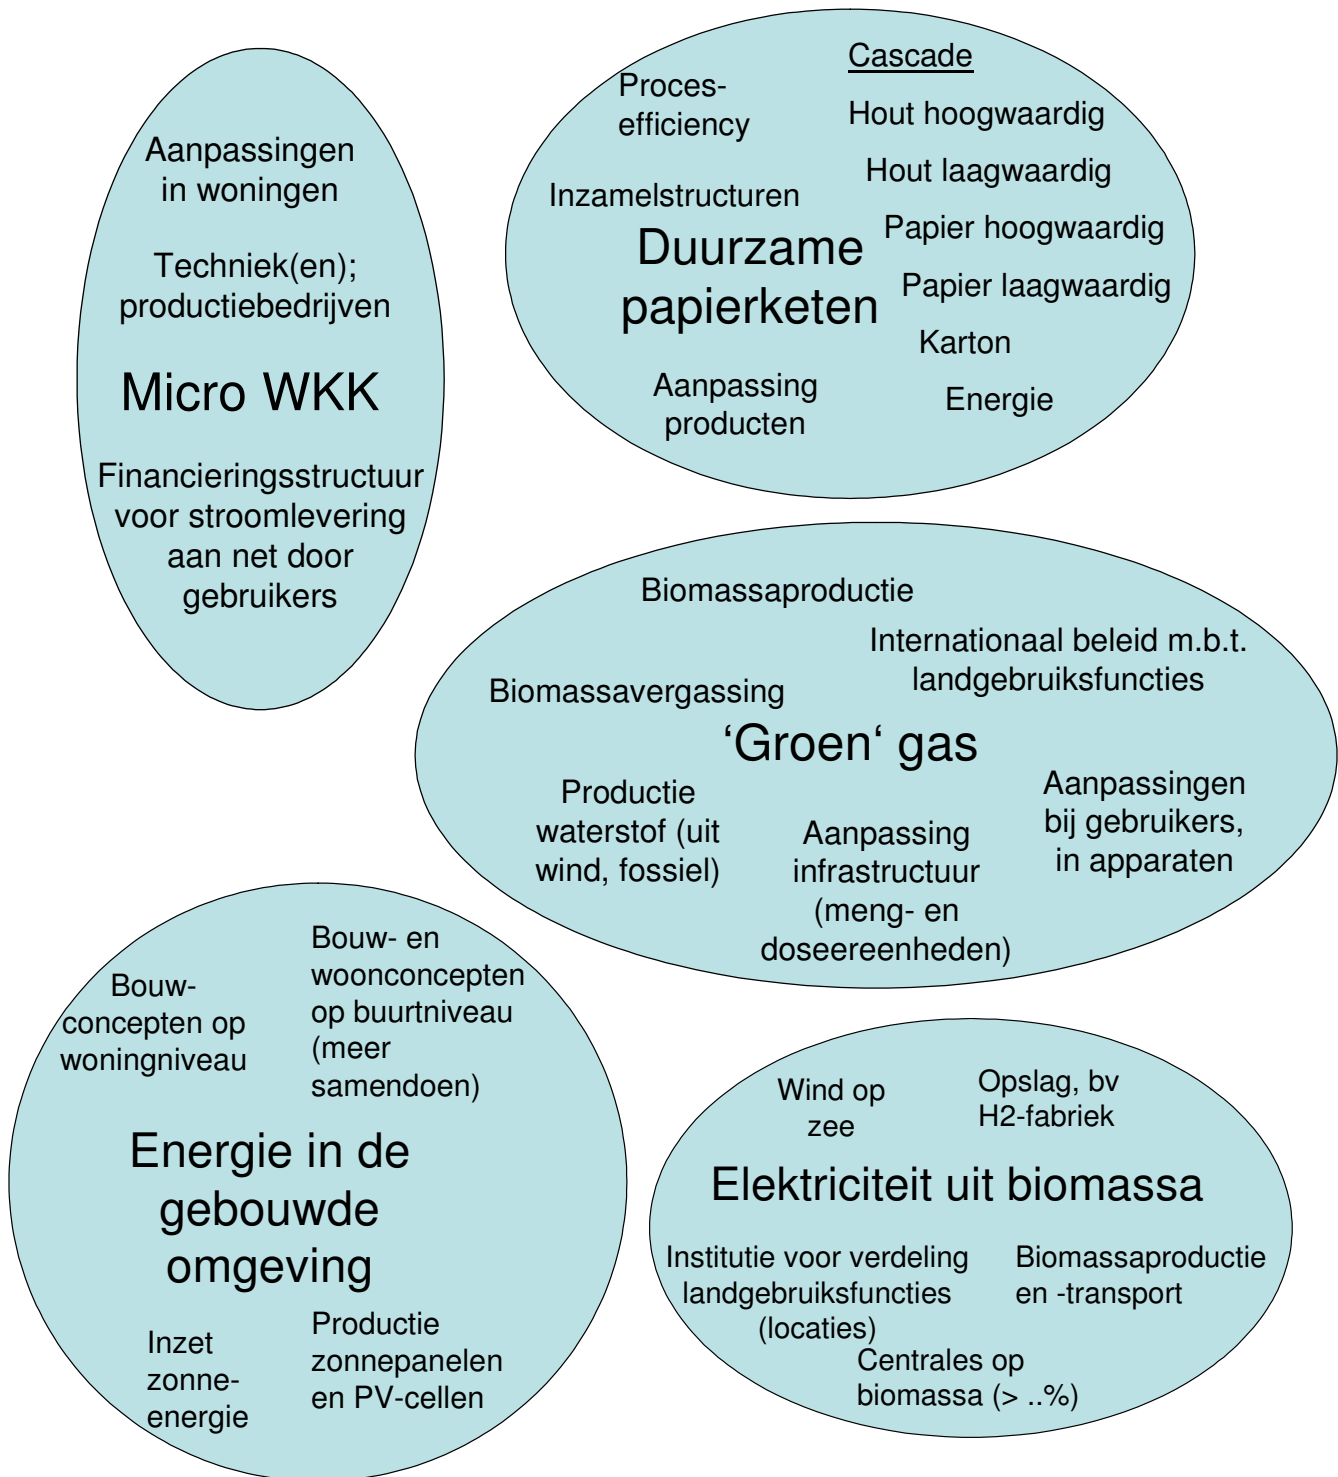 Aanpassingen
in woningen
Techniek(en);
productiebedrijven
Micro WKK
Financieringsstructuur
voor stroomlevering
aan net door
gebruikers
Proces-
efficiency
Inzamelstructuren
Duurzame
papierketen
Aanpassing
producten
Cascade
Hout hoogwaardig
Hout laagwaardig
Papier hoogwaardig
Papier laagwaardig
Karton
Energie
Biomassaproductie
Internationaal beleid m.b.t.
landgebruiksfuncties
Biomassavergassing
‘Groen‘ gas
Productie
waterstof (uit
wind, fossiel)
Aanpassing
infrastructuur
(meng- en
doseereenheden)
Aanpassingen
bij gebruikers,
in apparaten
Bouw-
concepten op
woningniveau
Bouw- en
woonconcepten
op buurtniveau
(meer
samendoen)
Energie in de
gebouwde
omgeving
Inzet
zonne-
energie
Productie
zonnepanelen
en PV-cellen
Wind op
zee
Opslag, bv
H2-fabriek
Elektriciteit uit biomassa
Institutie voor verdeling
landgebruiksfuncties
(locaties)
Biomassaproductie
en -transport
Centrales op
biomassa (> ..%)